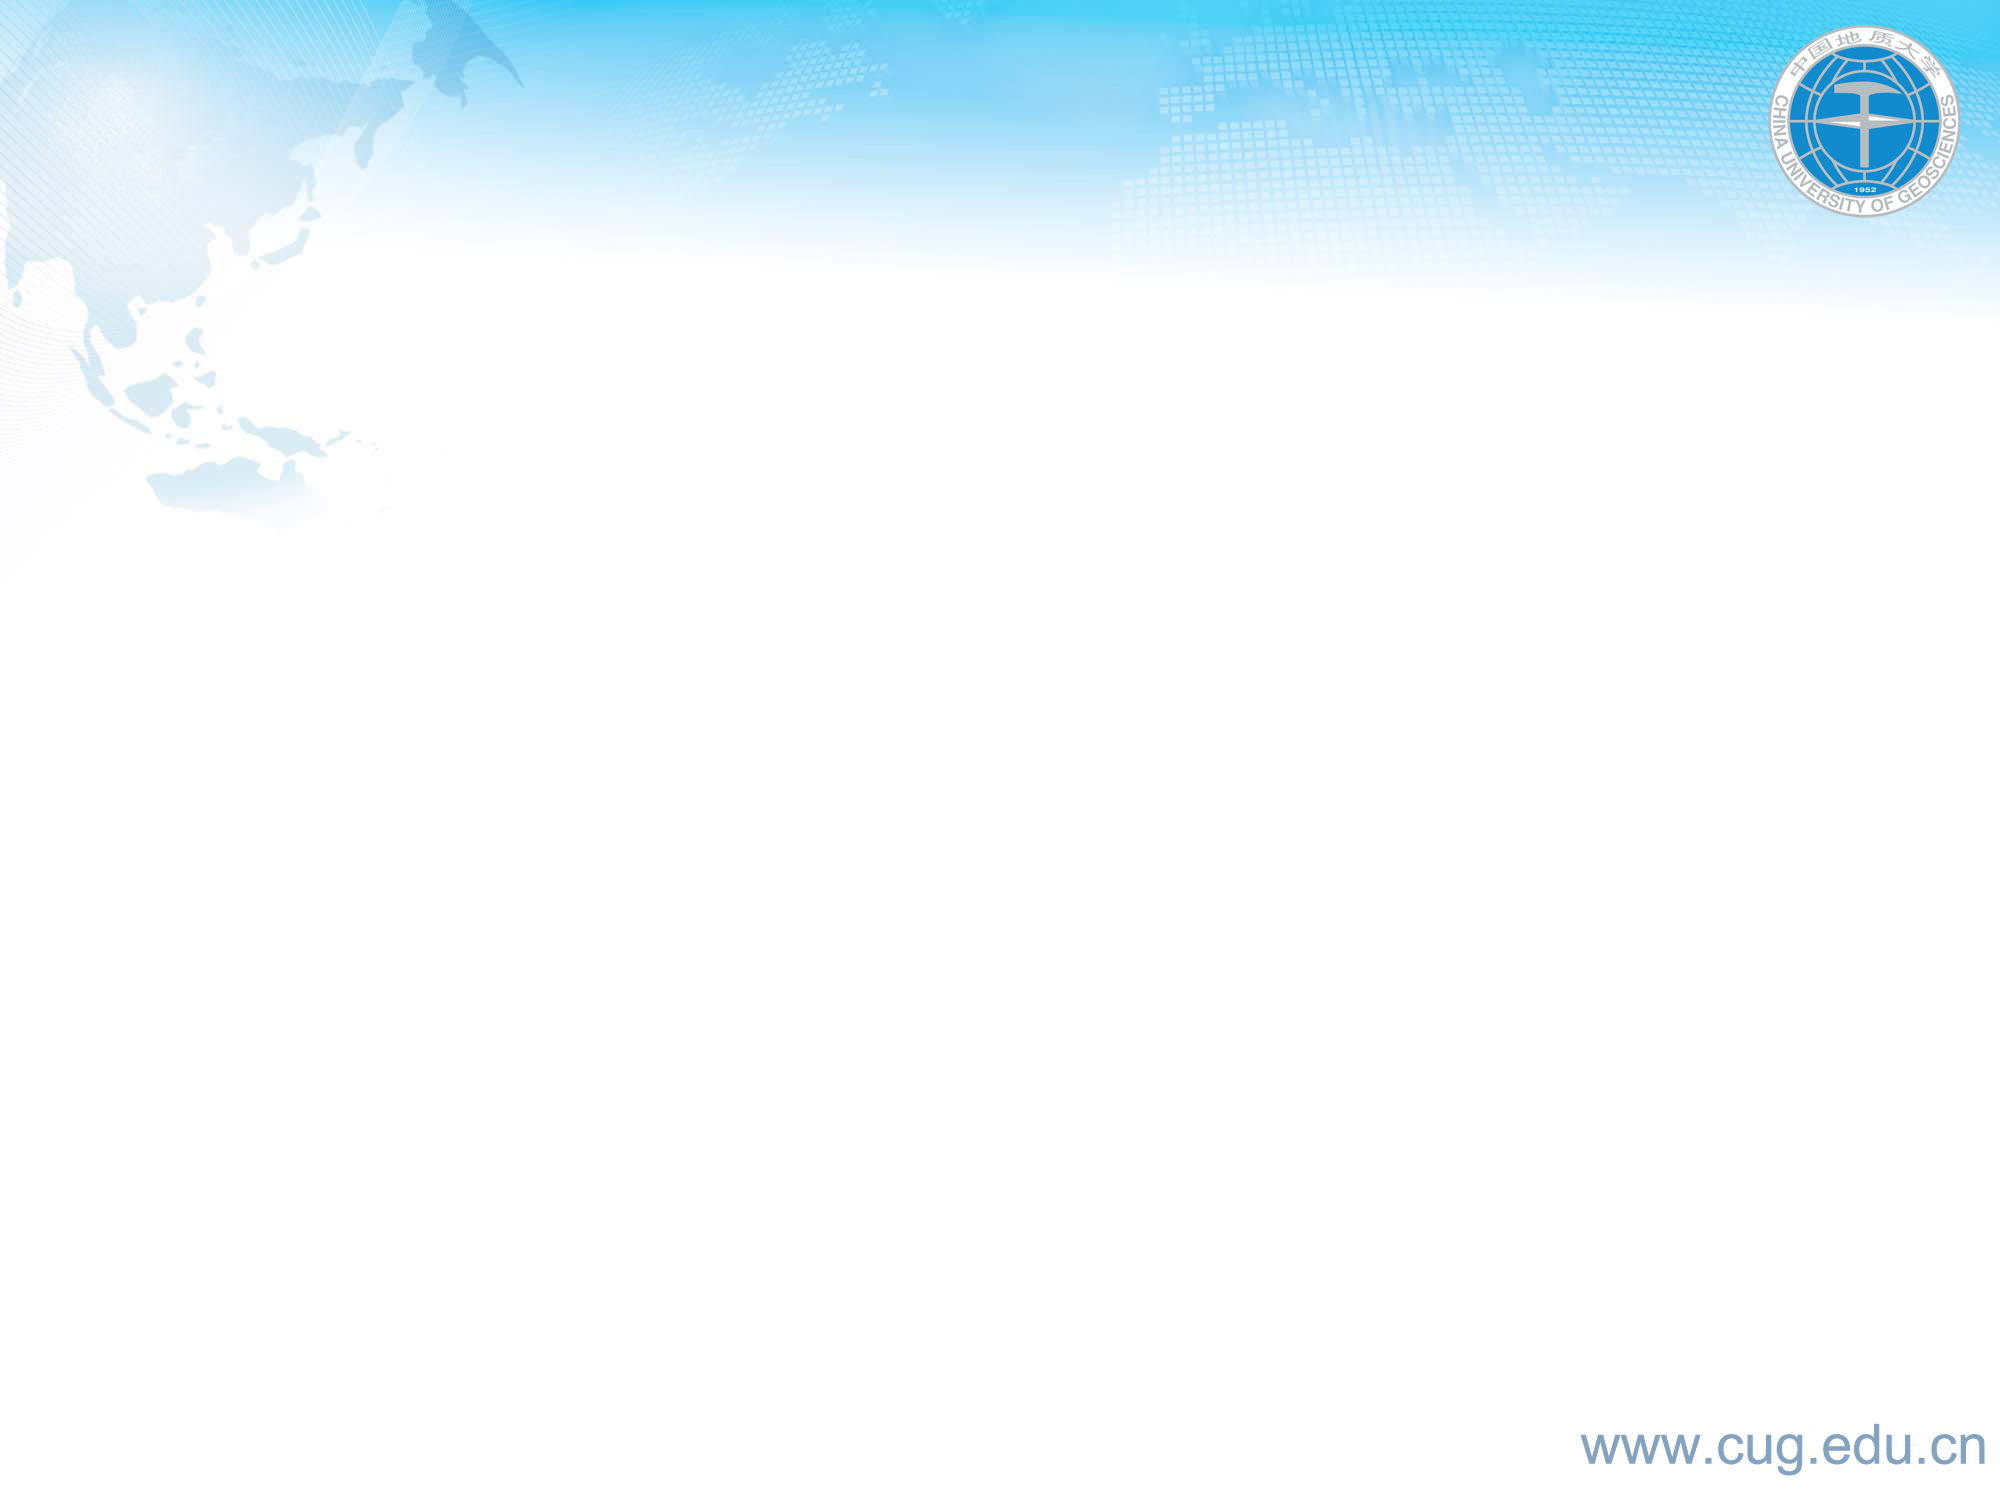 中国地质大学
CHINA UNIVERSITY OF GEOSCIENCES
1952
www.cug.edu.cn